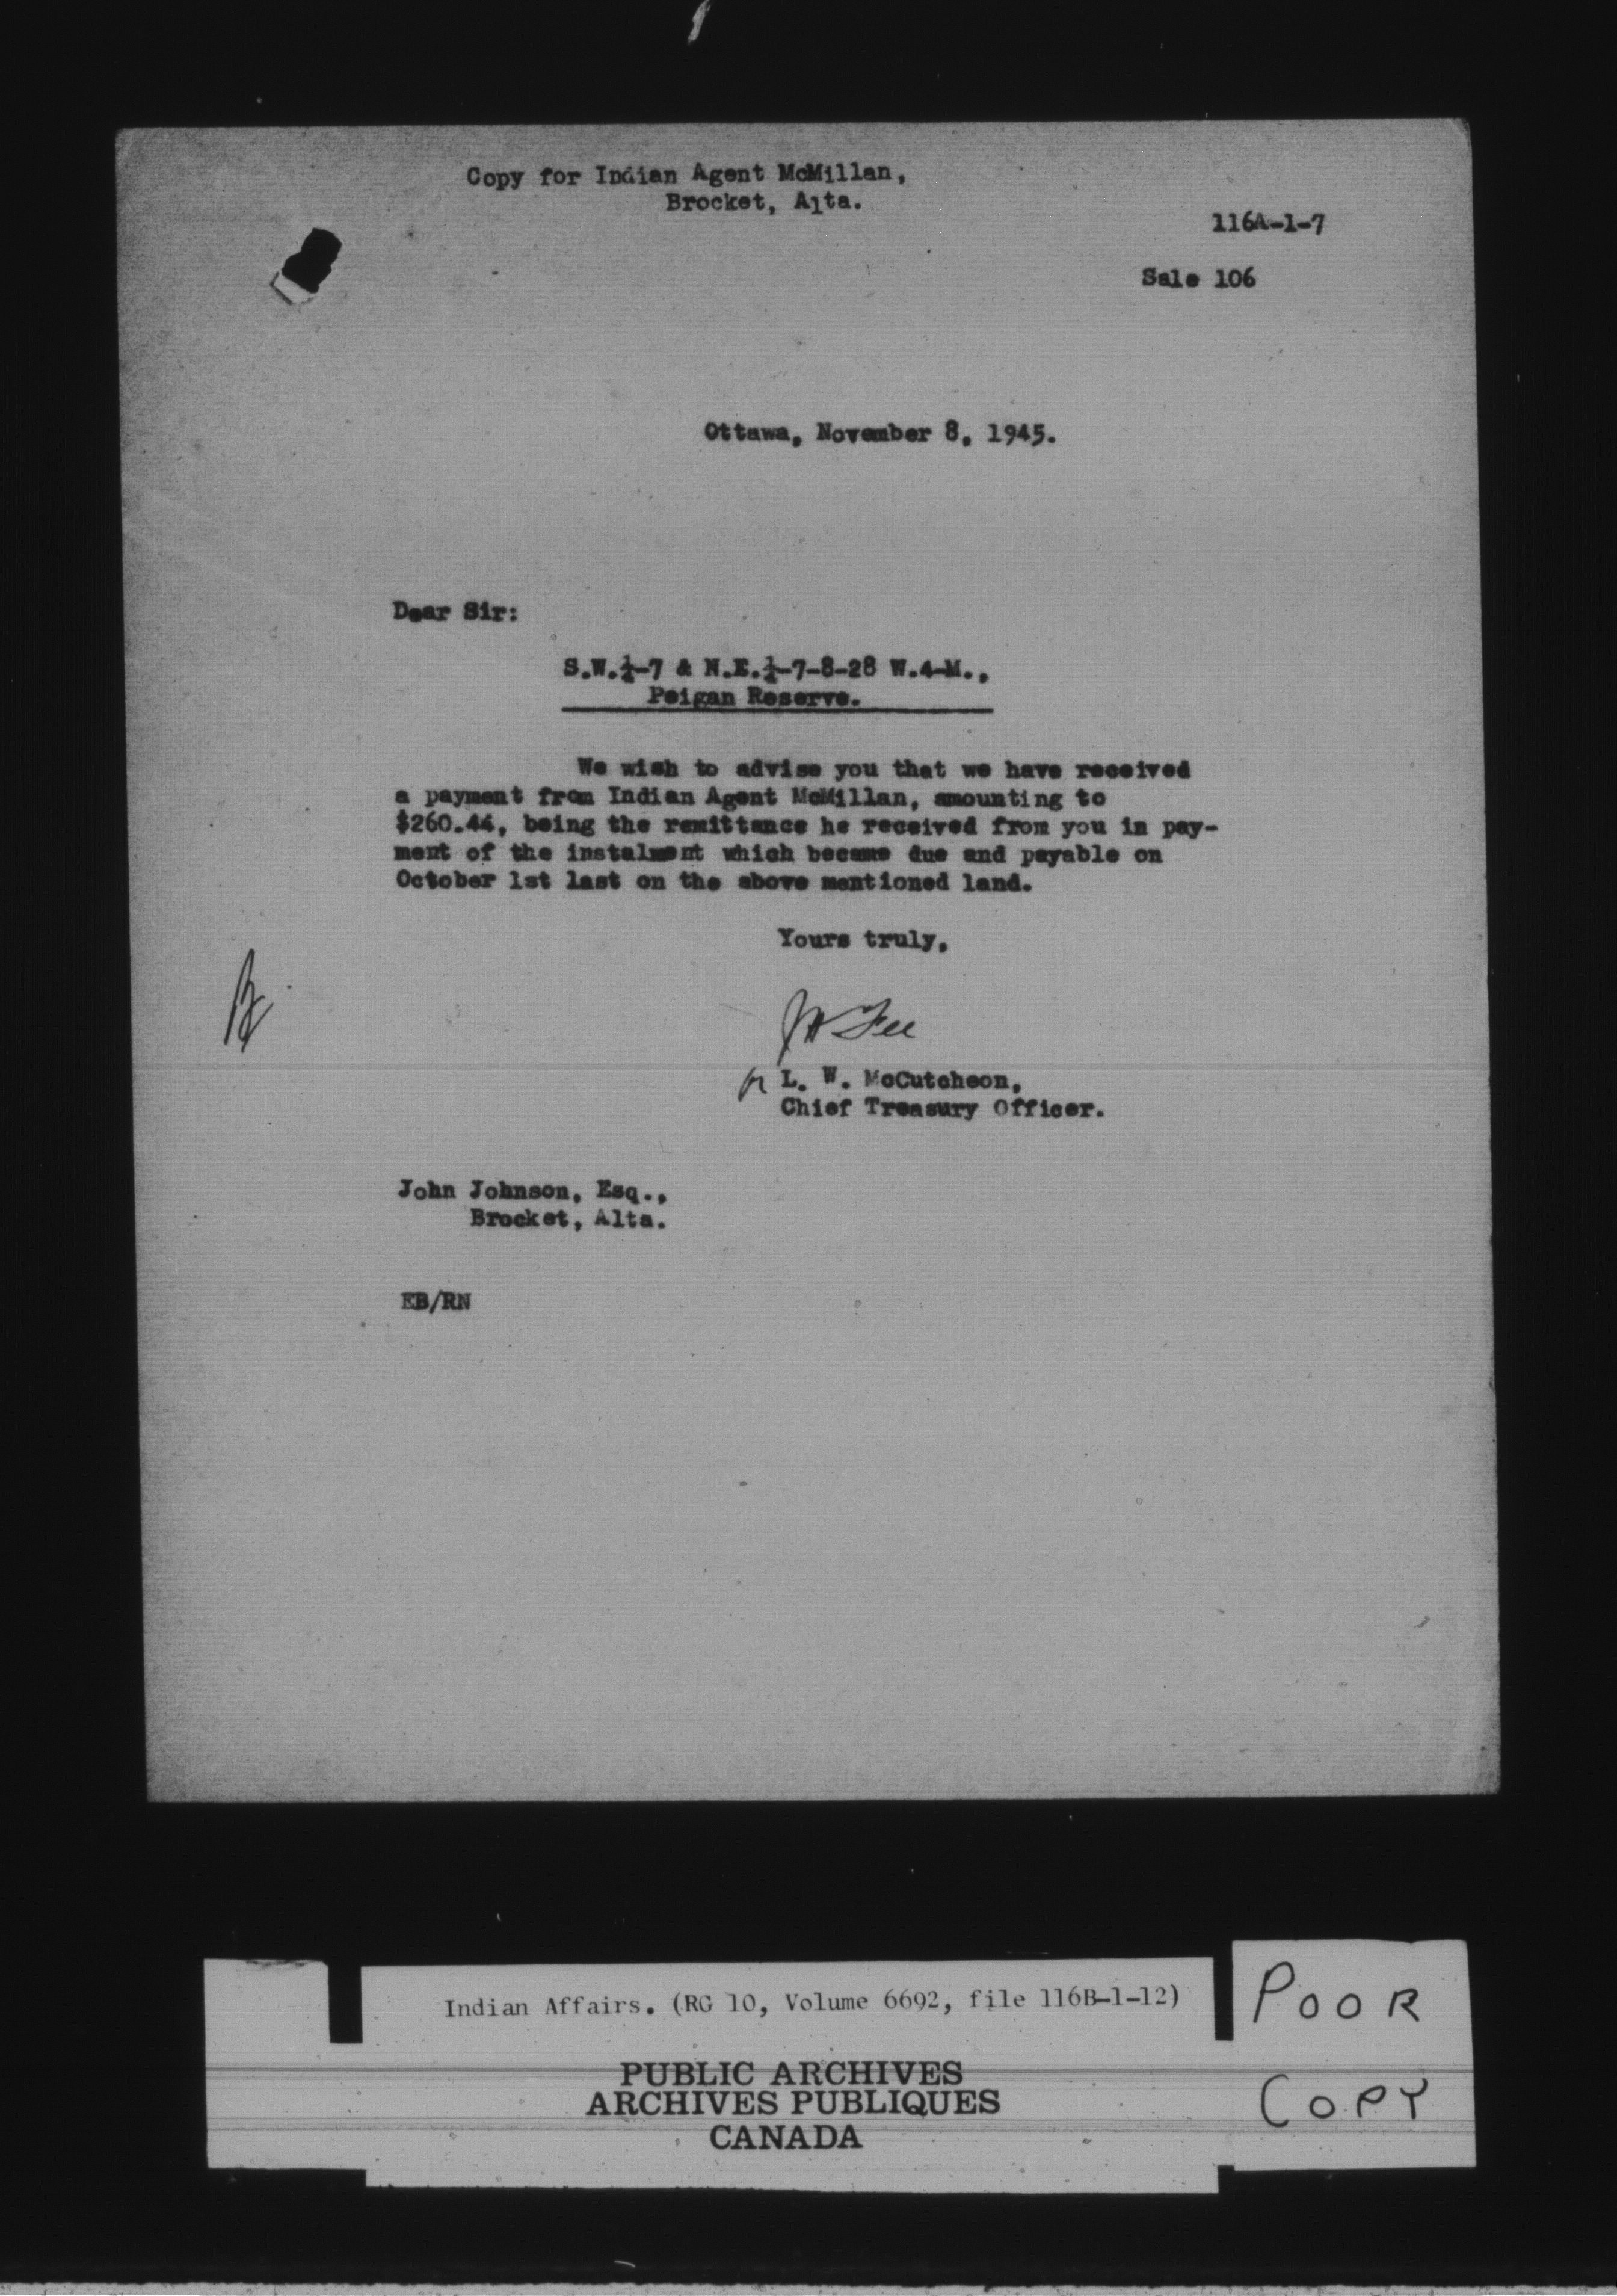 Copy for Indian Agent McMillan,
Brocket, Alta.
116A-1-7
Sale 106
Ottawa, November 8, 1945.
Dear Sir:
S.W.¼-7 & N.E.¼-7-8-28 W.4-M.,
Peigan Reserve.
We wish to advise you that we have received
a payment from Indian Agent McMillan, amounting to
$260.44, being the remittance he received from you in pay-
ment of the instalment which became due and payable on
October 1st last on the above mentioned land.
Yours truly,
Fee
L. W. McCutcheon,
Chief Treasury Officer.
John Johnson, Esq.,
Brocket, Alta.
EB/RN
Indian Affairs. (RG 10, Volume 6692, file 116B-1-12)
PUBLIC ARCHIVES
ARCHIVES PUBLIQUES
CANADA
POOR
COPY